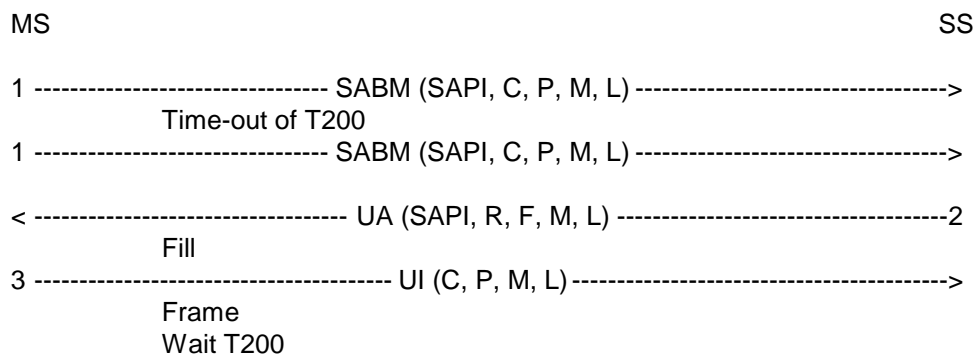 MS SS
1 --------------------------------- SABM (SAPI, C, P, M, L) ----------------------------------->
Time-out of T200
1 --------------------------------- SABM (SAPI, C, P, M, L) ----------------------------------->
< ----------------------------------- UA (SAPI, R, F, M, L) -------------------------------------2
Fill
3 ---------------------------------------- UI (C, P, M, L) ------------------------------------------>
Frame
Wait T200